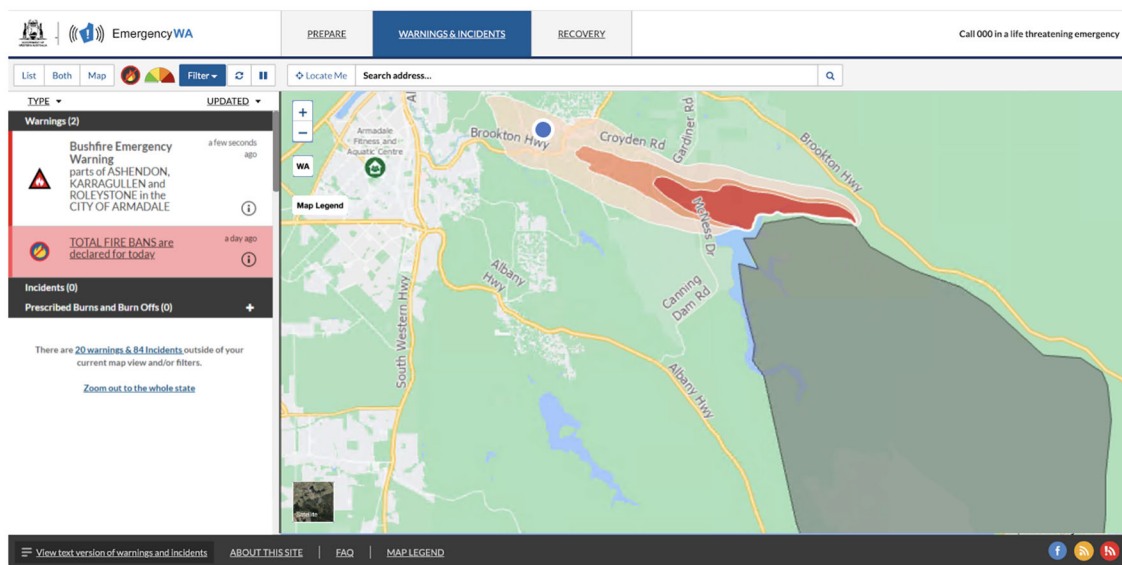 GOVERNMENT OF
WESTERN AUSTRALIA
EmergencyWA
PREPARE
WARNINGS & INCIDENTS
RECOVERY
Call 000 in a life threatening emergency
List Both Map Filter
Locate Me Search address...
TYPE UPDATED
Warnings (2)
Bushfire Emergency
Warning
parts of ASHENDON,
KARRAGULLEN and
ROLEYSTONE in the
CITY OF ARMADALE
a few seconds
ago
TOTAL FIRE BANS are
declared for today
a day ago
Incidents (0)
Prescribed Burns and Burn Offs (0) +
There are 20 warnings & 84 Incidents outside of your
current map view and/or filters.
Zoom out to the whole state
+
−
WA
Map Legend
Armadale
Fitness and
Aquatic Centre
Brookton Hwy
Croyden Rd
Gardiner Rd
Brookton Hwy
McNess Dr
Albany
Hwy
Canning
Dam Rd
South Western Hwy
Albany Hwy
Satellite
View text version of warnings and incidents
ABOUT THIS SITE | FAQ | MAP LEGEND